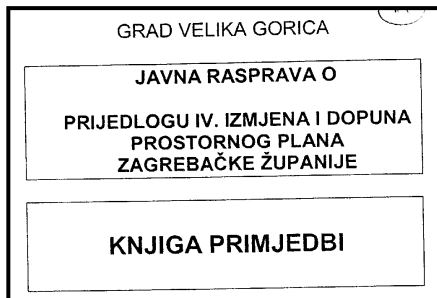 GRAD VELIKA GORICA
JAVNA RASPRAVA O
PRIJEDLOGU IV. IZMJENA I DOPUNA
PROSTORNOG PLANA
ZAGREBAČKE ŽUPANIJE
KNJIGA PRIMJEDBI